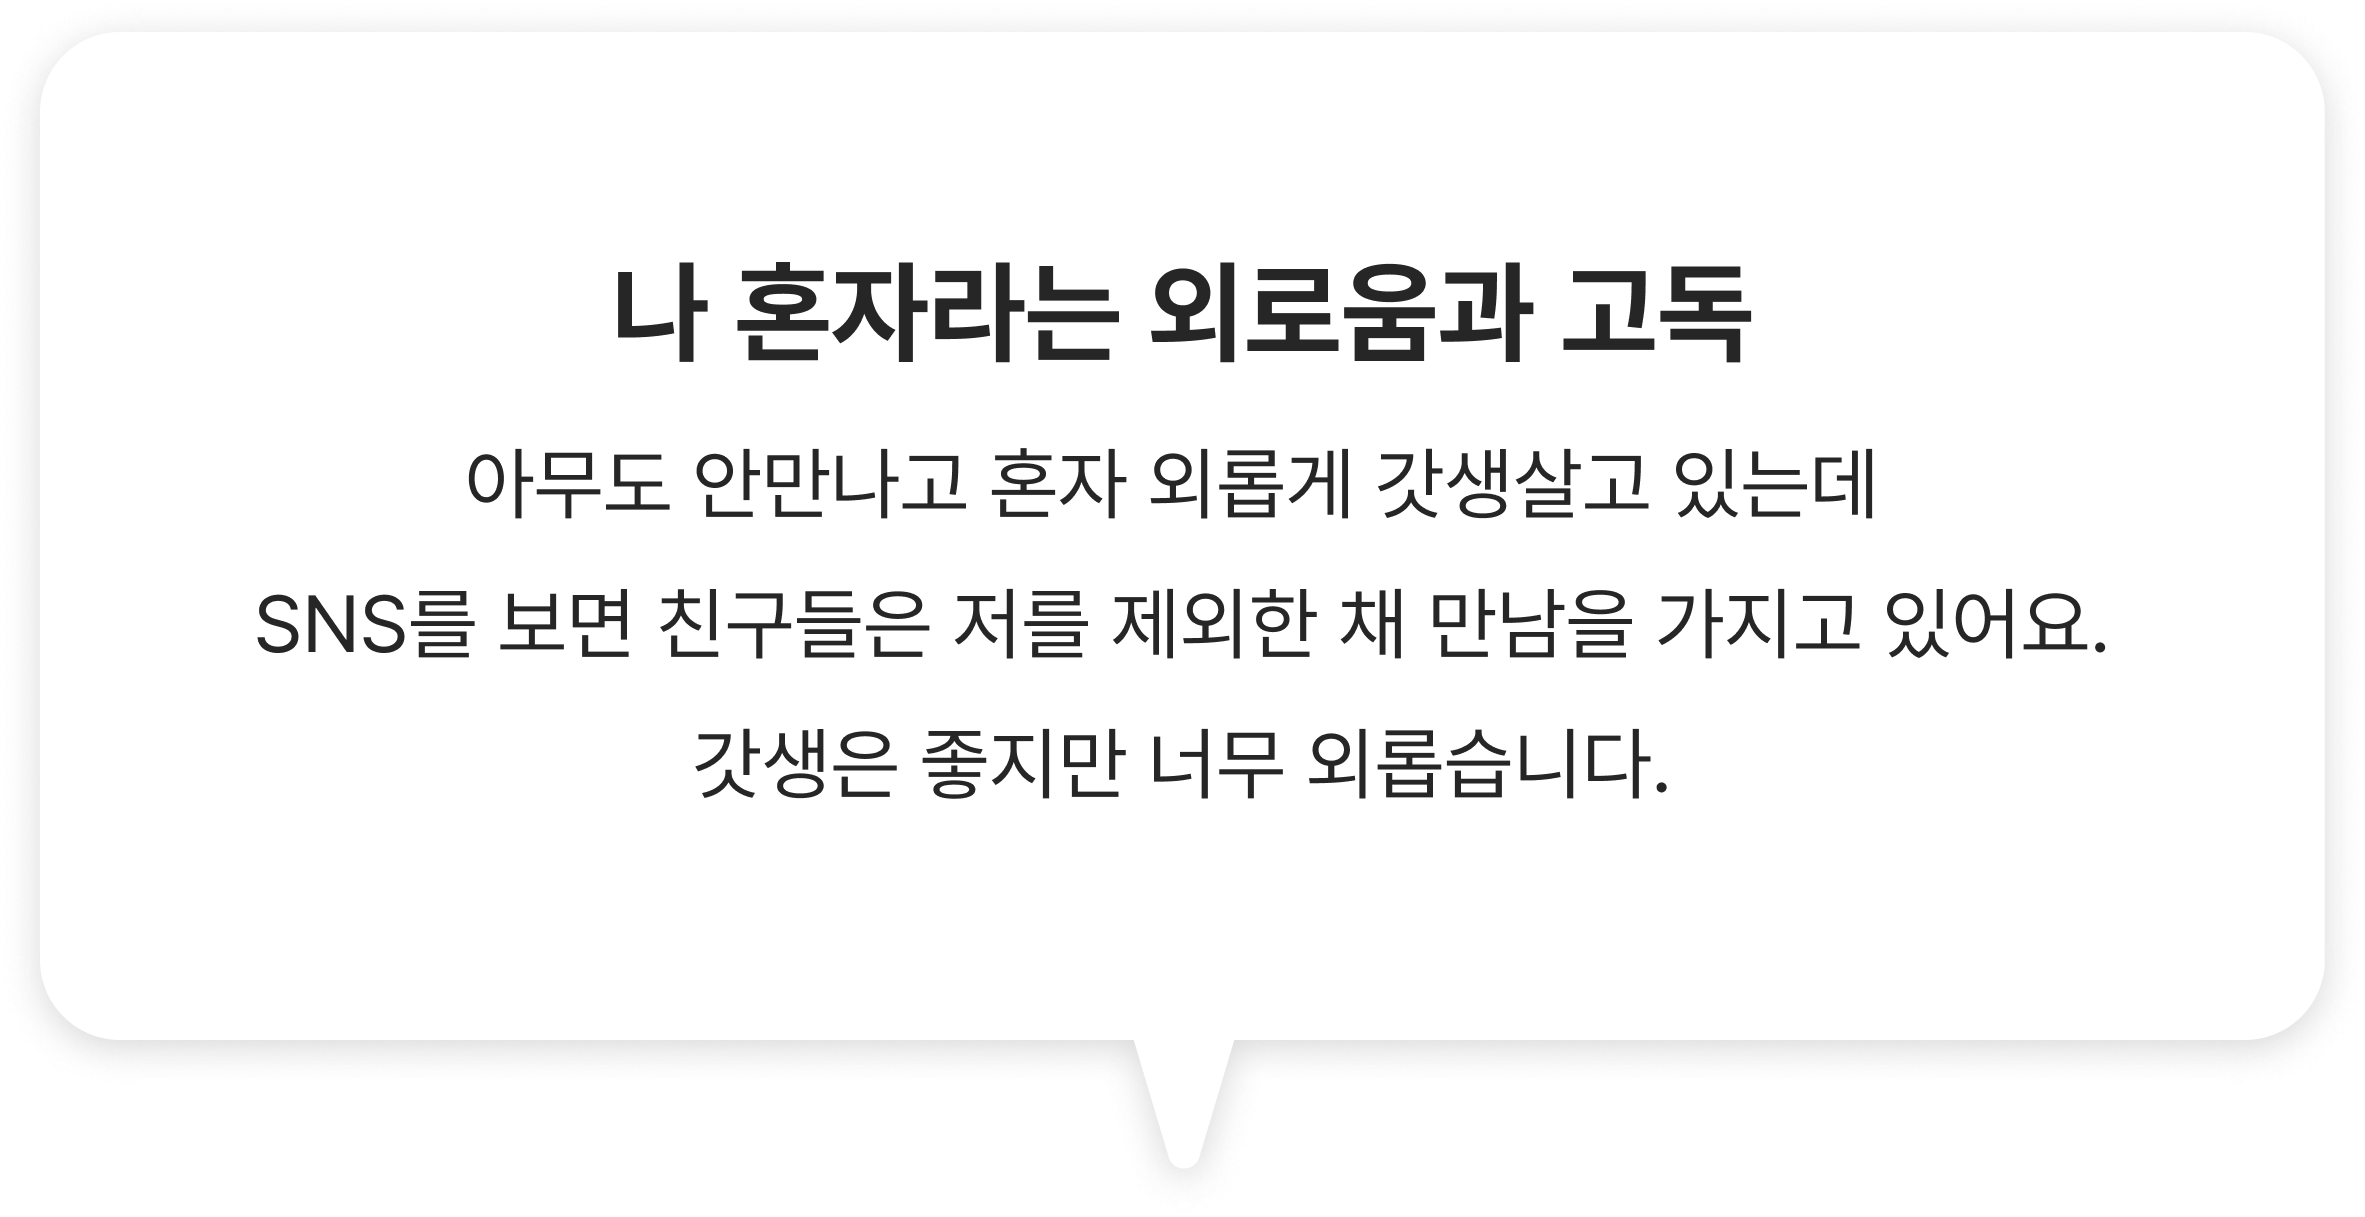 나 혼자라는 외로움과 고독
아무도 안만나고 혼자 외롭게 갓생살고 있는데
SNS를 보면 친구들은 저를 제외한 채 만남을 가지고 있어요.
갓생은 좋지만 너무 외롭습니다.